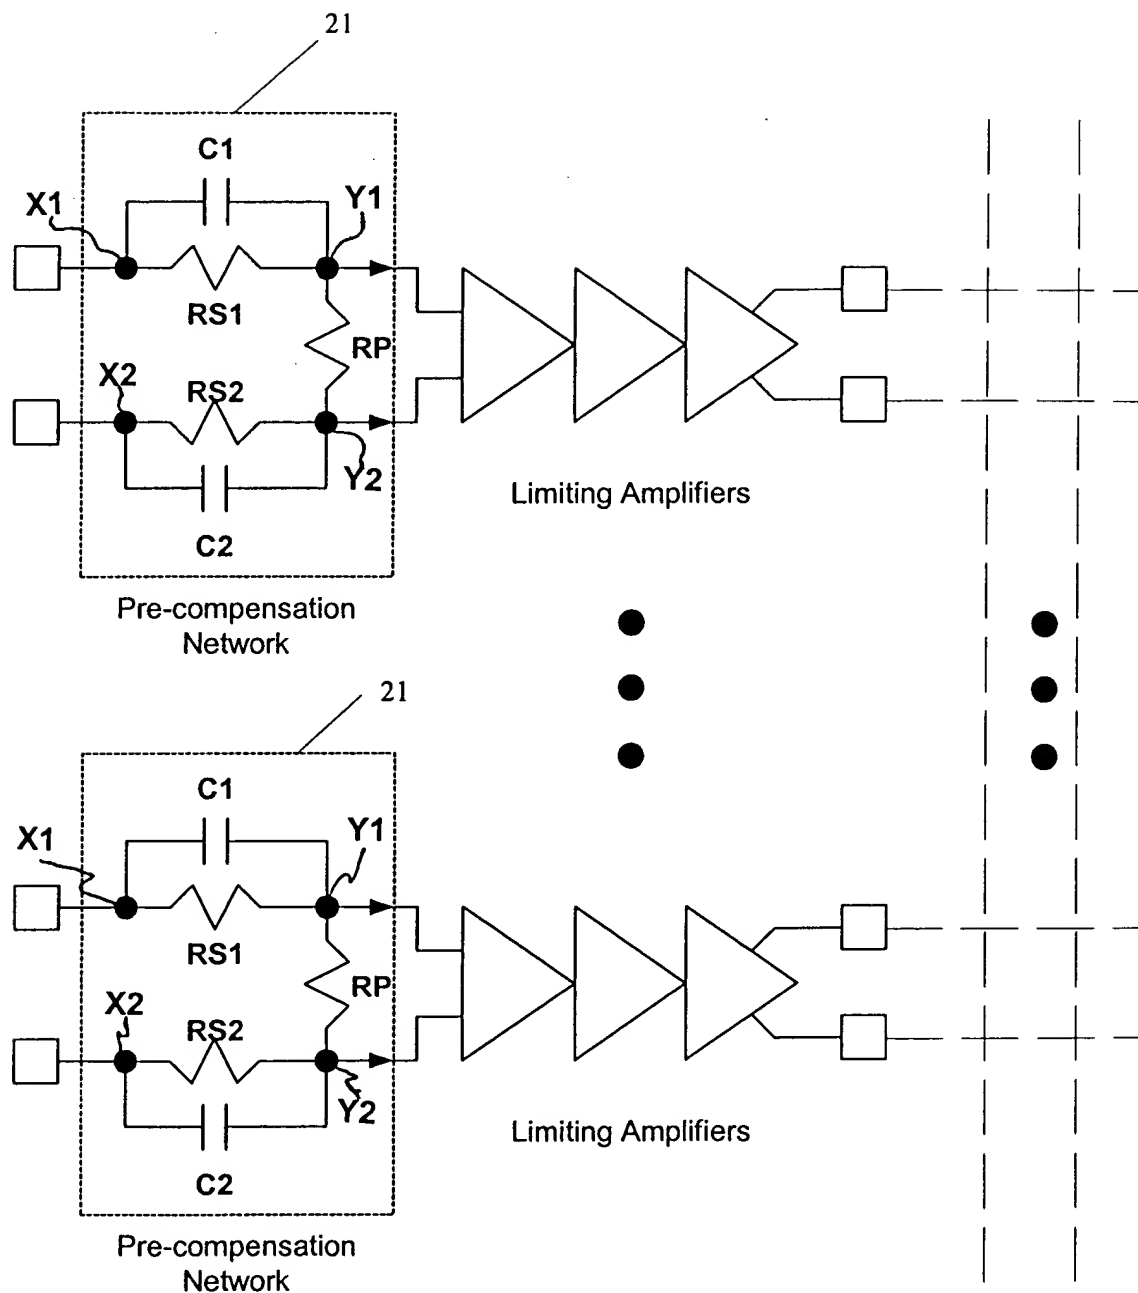 21
C1
X1
Y1
RS1
RP
X2
RS2
Y2
C2
Limiting Amplifiers
Pre-compensation
Network
21
C1
X1
Y1
RS1
RP
X2
RS2
Y2
C2
Limiting Amplifiers
Pre-compensation
Network